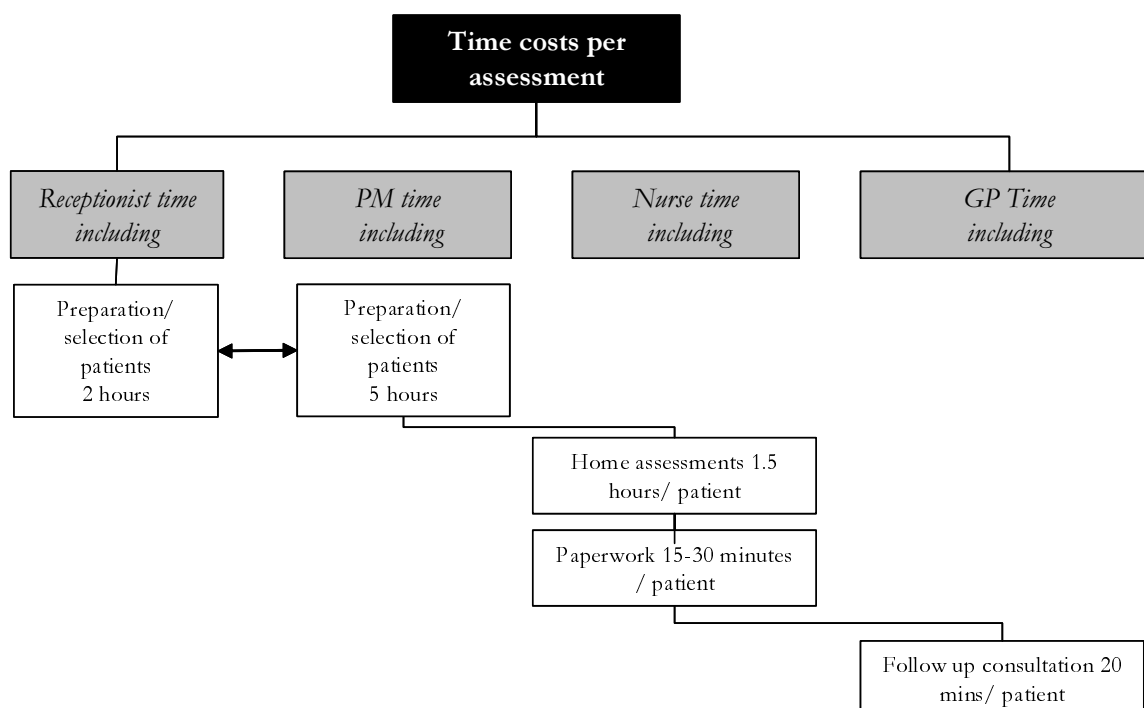 Time costs per
assessment
Receptionist time
including
PM time
including
Nurse time
including
GP Time
including
Preparation/
selection of
patients
2 hours
Preparation/
selection of
patients
5 hours
Home assessments 1.5
hours/ patient
Paperwork 15-30 minutes
/ patient
Follow up consultation 20
mins/ patient